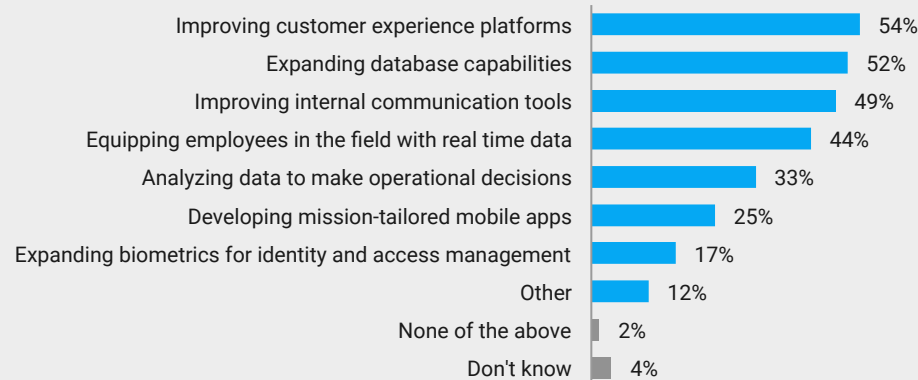 Improving customer experience platforms 54%
Expanding database capabilities 52%
Improving internal communication tools 49%
Equipping employees in the field with real time data 44%
Analyzing data to make operational decisions 33%
Developing mission-tailored mobile apps 25%
Expanding biometrics for identity and access management 17%
Other 12%
None of the above 2%
Don't know 4%